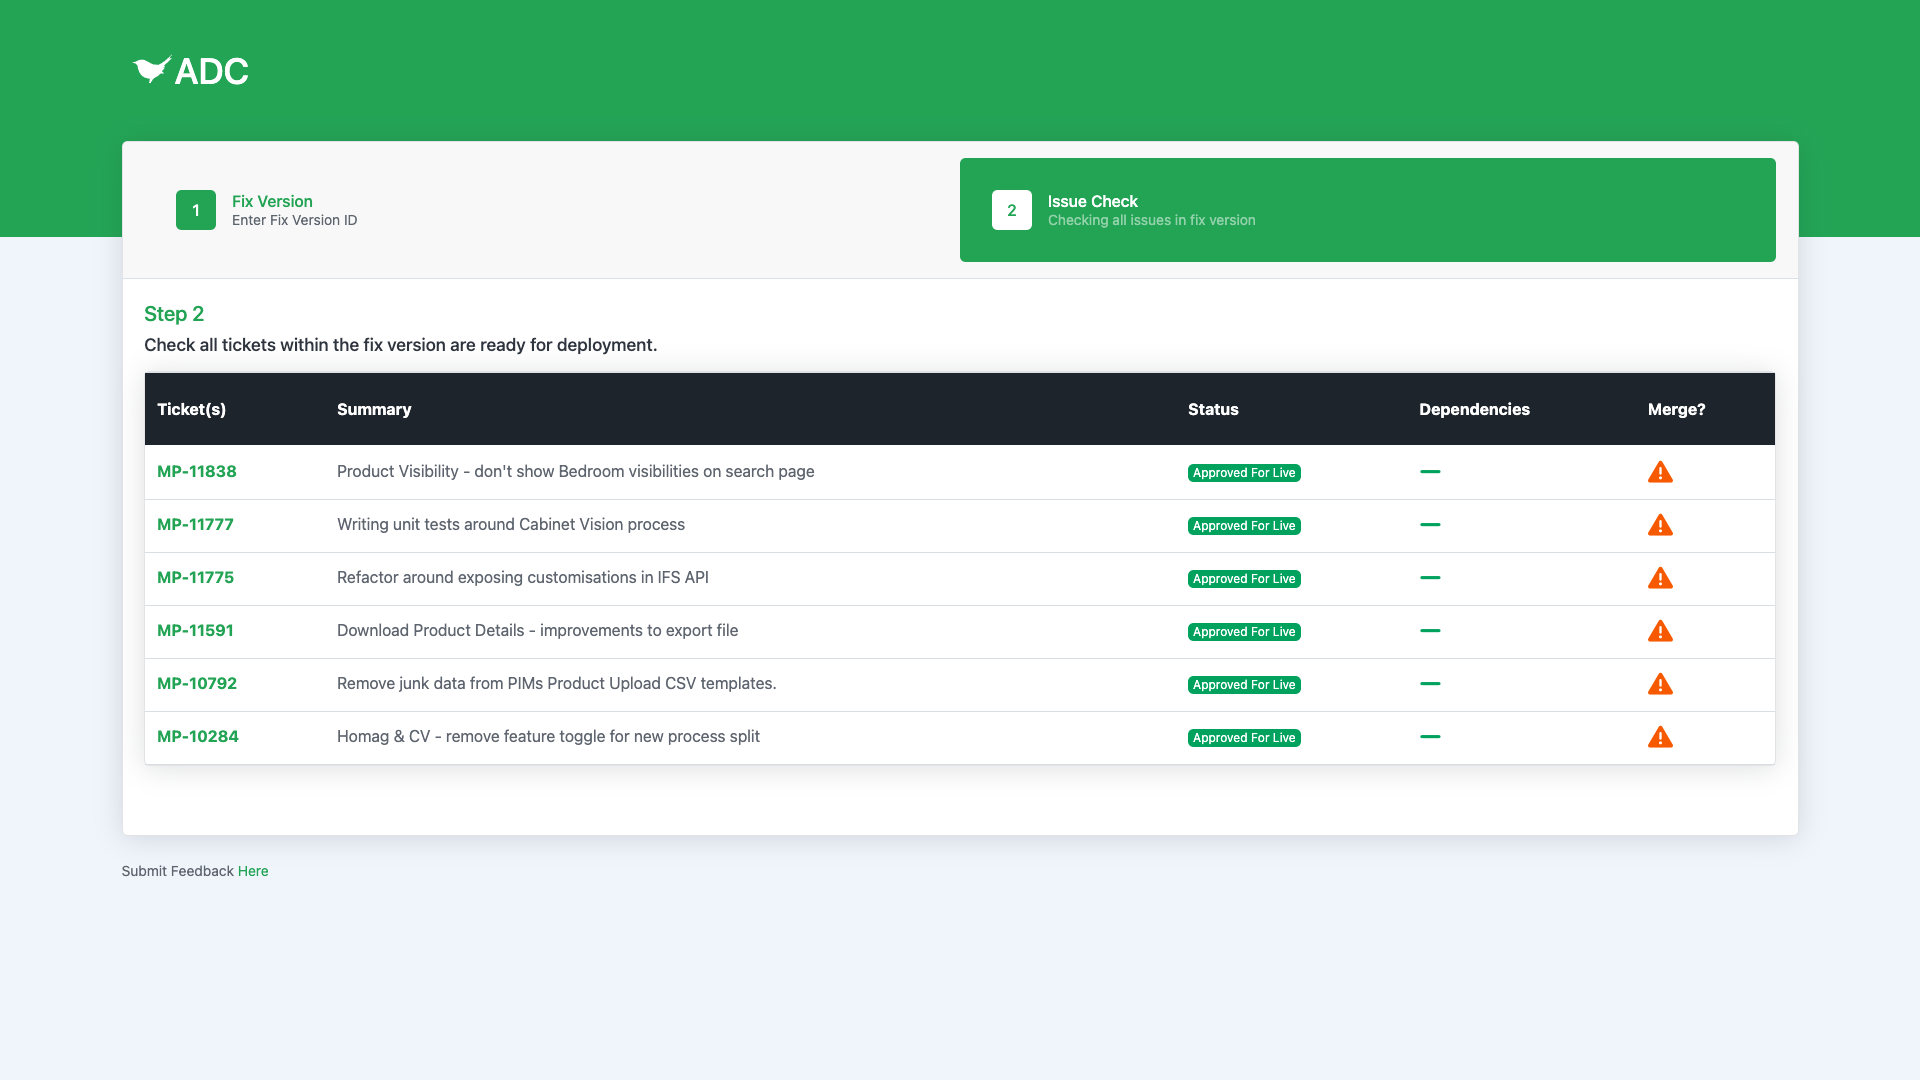 ADC
1
Fix Version
Enter Fix Version ID
2
Issue Check
Checking all issues in fix version
Step 2
Check all tickets within the fix version are ready for deployment.
Ticket(s) Summary Status Dependencies Merge?
MP-11838 Product Visibility - don't show Bedroom visibilities on search page Approved For Live
MP-11777 Writing unit tests around Cabinet Vision process Approved For Live
MP-11775 Refactor around exposing customisations in IFS API Approved For Live
MP-11591 Download Product Details - improvements to export file Approved For Live
MP-10792 Remove junk data from PIMs Product Upload CSV templates. Approved For Live
MP-10284 Homag & CV - remove feature toggle for new process split Approved For Live
Submit Feedback Here